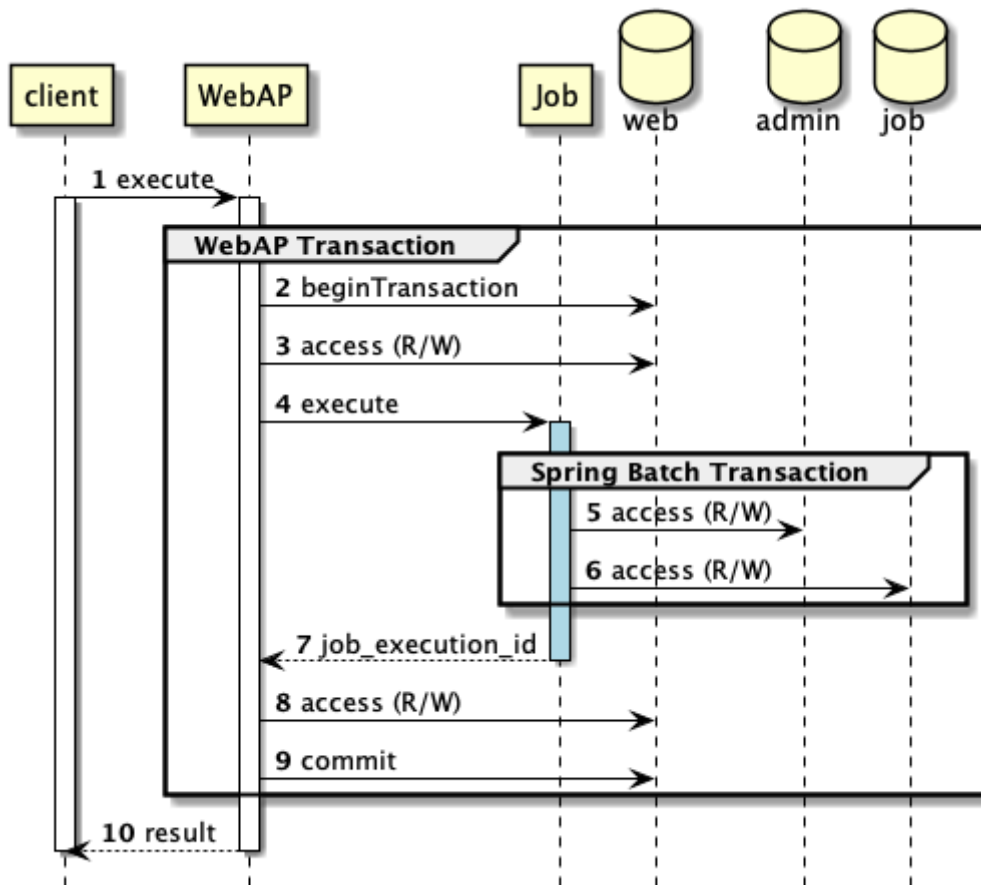 client
WebAP
Job
web
admin
job
1 execute
WebAP Transaction
2 beginTransaction
3 access (R/W)
4 execute
Spring Batch Transaction
5 access (R/W)
6 access (R/W)
7 job_execution_id
8 access (R/W)
9 commit
10 result